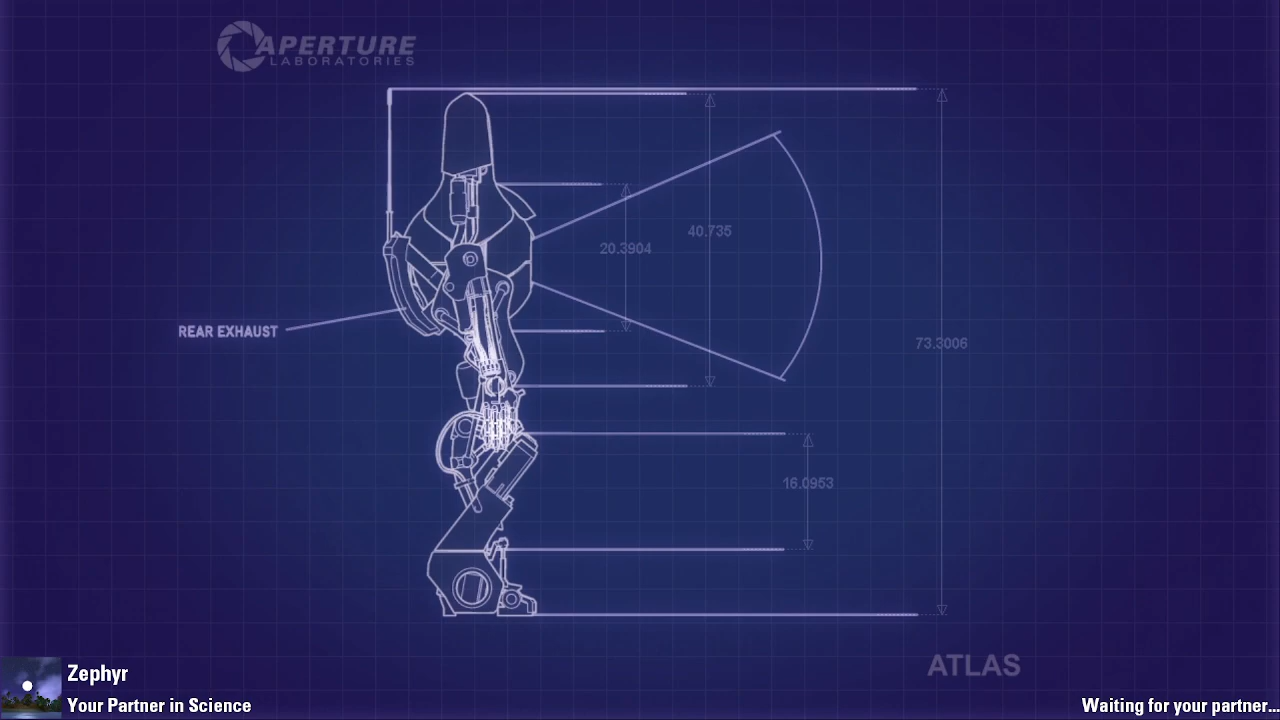 APERTURE
LABORATORIES
40.735
20.3904
REAR EXHAUST
73.3006
16.0953
ATLAS
Zephyr
Your Partner in Science
Waiting for your partner...